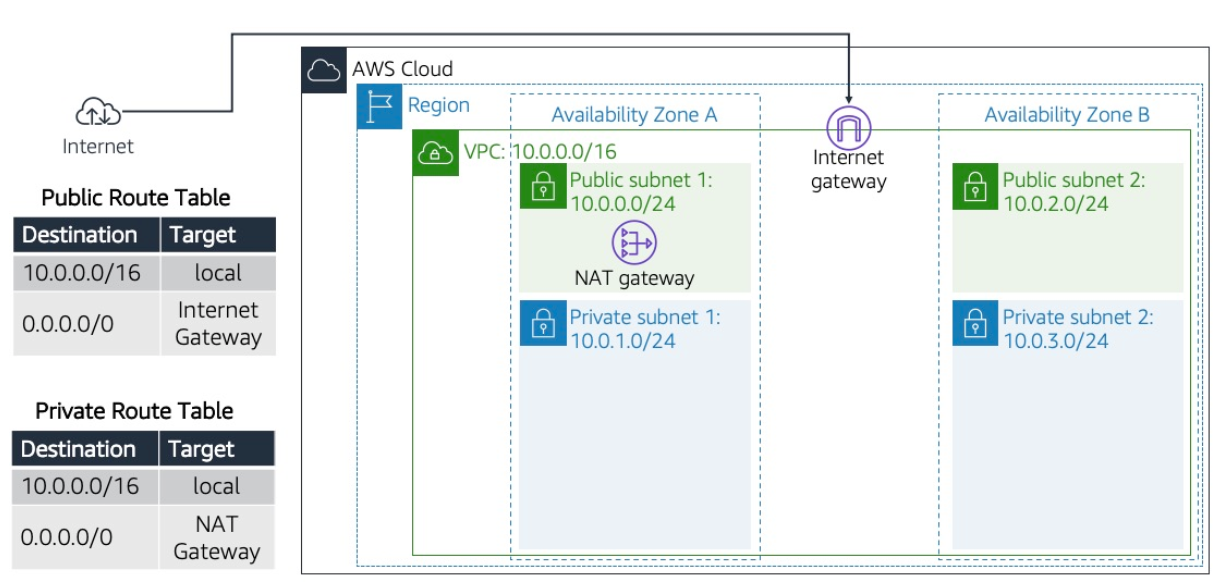 AWS Cloud
Region
Availability Zone A
Availability Zone B
Internet
VPC: 10.0.0.0/16
Internet
gateway
Public subnet 1:
10.0.0.0/24
NAT gateway
Public subnet 2:
10.0.2.0/24
Private subnet 1:
10.0.1.0/24
Private subnet 2:
10.0.3.0/24
Public Route Table
Destination Target
10.0.0.0/16 local
0.0.0.0/0 Internet
Gateway
Private Route Table
Destination Target
10.0.0.0/16 local
0.0.0.0/0 NAT
Gateway